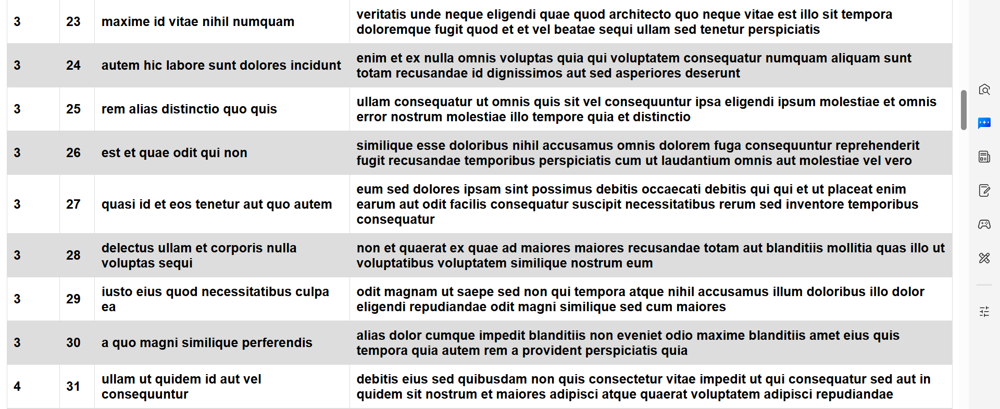 3 23 maxime id vitae nihil numquam veritatis unde neque eligendi quae quod architecto quo neque vitae est illo sit tempora
doloremque fugit quod et et vel beatae sequi ullam sed tenetur perspiciatis
3 24 autem hic labore sunt dolores incidunt enim et ex nulla omnis voluptas quia qui voluptatem consequatur numquam aliquam sunt
totam recusandae id dignissimos aut sed asperiores deserunt
3 25 rem alias distinctio quo quis ullam consequatur ut omnis quis sit vel consequuntur ipsa eligendi ipsum molestiae et omnis
error nostrum molestiae illo tempore quia et distinctio
3 26 est et quae odit qui non similique esse doloribus nihil accusamus omnis dolorem fuga consequuntur reprehenderit
fugit recusandae temporibus perspiciatis cum ut laudantium omnis aut molestiae vel vero
3 27 quasi id et eos tenetur aut quo autem eum sed dolores ipsam sint possimus debitis occaecati debitis qui qui et ut placeat enim
earum aut odit facilis consequatur suscipit necessitatibus rerum sed inventore temporibus
consequatur
3 28 delectus ullam et corporis nulla
voluptas sequi
non et quaerat ex quae ad maiores maiores recusandae totam aut blanditiis mollitia quas illo ut
voluptatibus voluptatem similique nostrum eum
3 29 iusto eius quod necessitatibus culpa
ea
odit magnam ut saepe sed non qui tempora atque nihil accusamus illum doloribus illo dolor
eligendi repudiandae odit magni similique sed cum maiores
3 30 a quo magni similique perferendis alias dolor cumque impedit blanditiis non eveniet odio maxime blanditiis amet eius quis
tempora quia autem rem a provident perspiciatis quia
4 31 ullam ut quidem id aut vel
consequuntur
debitis eius sed quibusdam non quis consectetur vitae impedit ut qui consequatur sed aut in
quidem sit nostrum et maiores adipisci atque quaerat voluptatem adipisci repudiandae